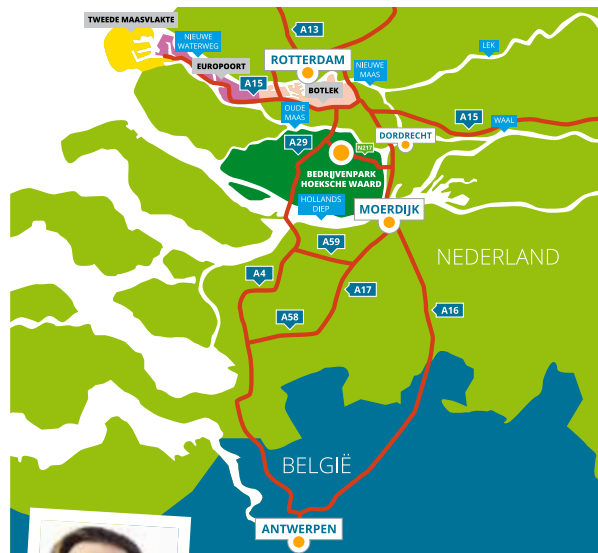 A13
TWEEDE MAASVLAKTE
NIEUWE
WATERWEG
LEK
ROTTERDAM
EUROPOORT
NIEUWE
MAAS
A15
BOTLEK
OUDE
MAAS
A15
WAAL
DORDRECHT
A29
N217
BEDRIJVENPARK
HOEKSCHE WAARD
HOLLANDS
DIEP
MOERDIJK
A59
NEDERLAND
A4
A17
A58
A16
BELGIË
ANTWERPEN